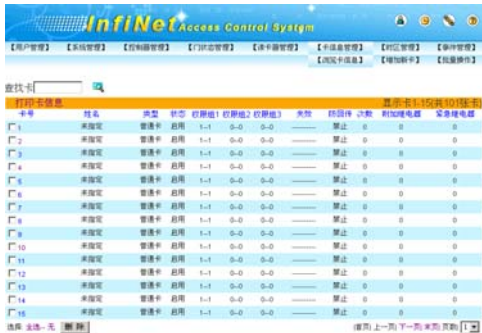 InfiNet Access Control System
【用户管理】 【系统管理】 【控制器管理】 【门状态管理】 【读卡器管理】 【卡信息管理】 【时区管理】 【事件管理】
【浏览卡信息】 【增加新卡】 【批量操作】
查找卡
打印卡信息 显示卡1-15(共101张卡)
卡号 姓名 类型 状态 权限组1 权限组2 权限组3 失效 防回传 次数 附加继电器 紧急继电器
1 未指定 普通卡 启用 1--1 0--0 0--0 ---------- 禁止 0 0 0
2 未指定 普通卡 启用 1--1 0--0 0--0 ---------- 禁止 0 0 0
3 未指定 普通卡 启用 1--1 0--0 0--0 ---------- 禁止 0 0 0
4 未指定 普通卡 启用 1--1 0--0 0--0 ---------- 禁止 0 0 0
5 未指定 普通卡 启用 1--1 0--0 0--0 ---------- 禁止 0 0 0
6 未指定 普通卡 启用 1--1 0--0 0--0 ---------- 禁止 0 0 0
7 未指定 普通卡 启用 1--1 0--0 0--0 ---------- 禁止 0 0 0
8 未指定 普通卡 启用 1--1 0--0 0--0 ---------- 禁止 0 0 0
9 未指定 普通卡 启用 1--1 0--0 0--0 ---------- 禁止 0 0 0
10 未指定 普通卡 启用 1--1 0--0 0--0 ---------- 禁止 0 0 0
11 未指定 普通卡 启用 1--1 0--0 0--0 ---------- 禁止 0 0 0
12 未指定 普通卡 启用 1--1 0--0 0--0 ---------- 禁止 0 0 0
13 未指定 普通卡 启用 1--1 0--0 0--0 ---------- 禁止 0 0 0
14 未指定 普通卡 启用 1--1 0--0 0--0 ---------- 禁止 0 0 0
15 未指定 普通卡 启用 1--1 0--0 0--0 ---------- 禁止 0 0 0
选择: 全选-- 无 删 除 首页| 上一页| 下一页| 末页| 页数| 1